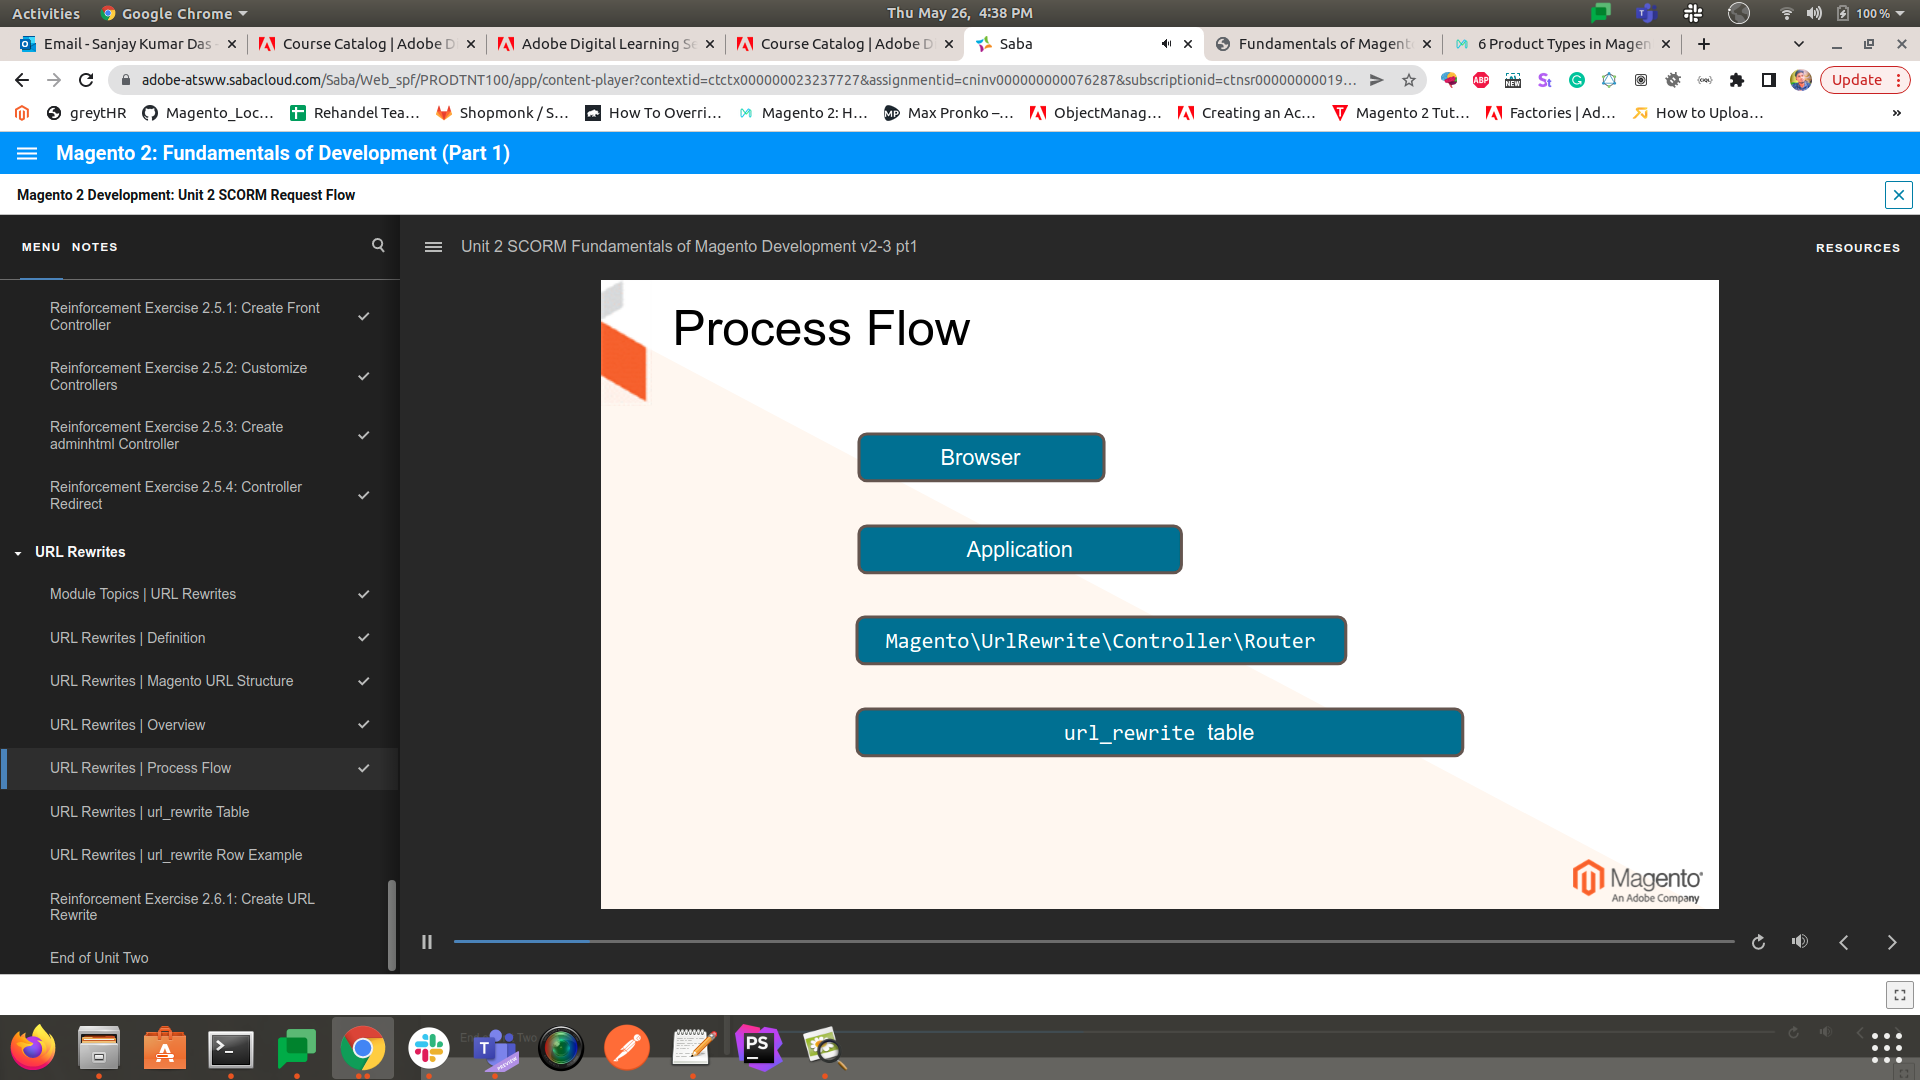 Activities Google Chrome Thu May 26, 4:38 PM 100 %
Email - Sanjay Kumar Das Course Catalog | Adobe D Adobe Digital Learning Se Course Catalog | Adobe D Saba Fundamentals of Magent 6 Product Types in Magen
adobe-atsww.sabacloud.com/Saba/Web_spf/PRODTNT100/app/content-player?contextid=ctctx000000023237727&assignmentid=cninv000000000076287&subscriptionid=ctnsr00000000019... Update
greyTHR Magento_Loc... Rehandel Tea... Shopmonk / S... How To Overri... Magento 2: H... Max Pronko –... ObjectManag... Creating an Ac... Magento 2 Tut... Factories | Ad... How to Uploa... »
Magento 2: Fundamentals of Development (Part 1)
Magento 2 Development: Unit 2 SCORM Request Flow
MENU NOTES
Unit 2 SCORM Fundamentals of Magento Development v2-3 pt1
RESOURCES
Reinforcement Exercise 2.5.1: Create Front
Controller
Reinforcement Exercise 2.5.2: Customize
Controllers
Reinforcement Exercise 2.5.3: Create
adminhtml Controller
Reinforcement Exercise 2.5.4: Controller
Redirect
URL Rewrites
Module Topics | URL Rewrites
URL Rewrites | Definition
URL Rewrites | Magento URL Structure
URL Rewrites | Overview
URL Rewrites | Process Flow
URL Rewrites | url_rewrite Table
URL Rewrites | url_rewrite Row Example
Reinforcement Exercise 2.6.1: Create URL
Rewrite
End of Unit Two
Process Flow
Browser
Application
Magento\UrlRewrite\Controller\Router
url_rewrite table
Magento
An Adobe Company